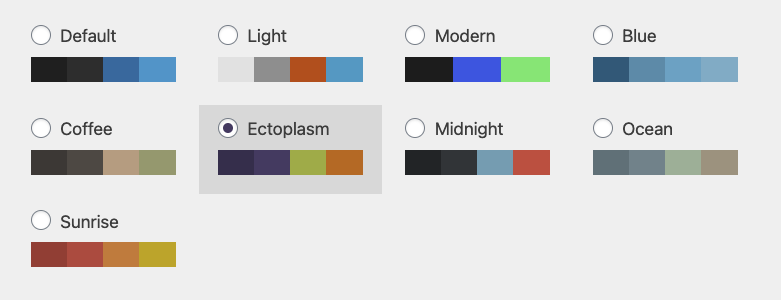 Default
Light
Modern
Blue
Coffee
Ectoplasm
Midnight
Ocean
Sunrise